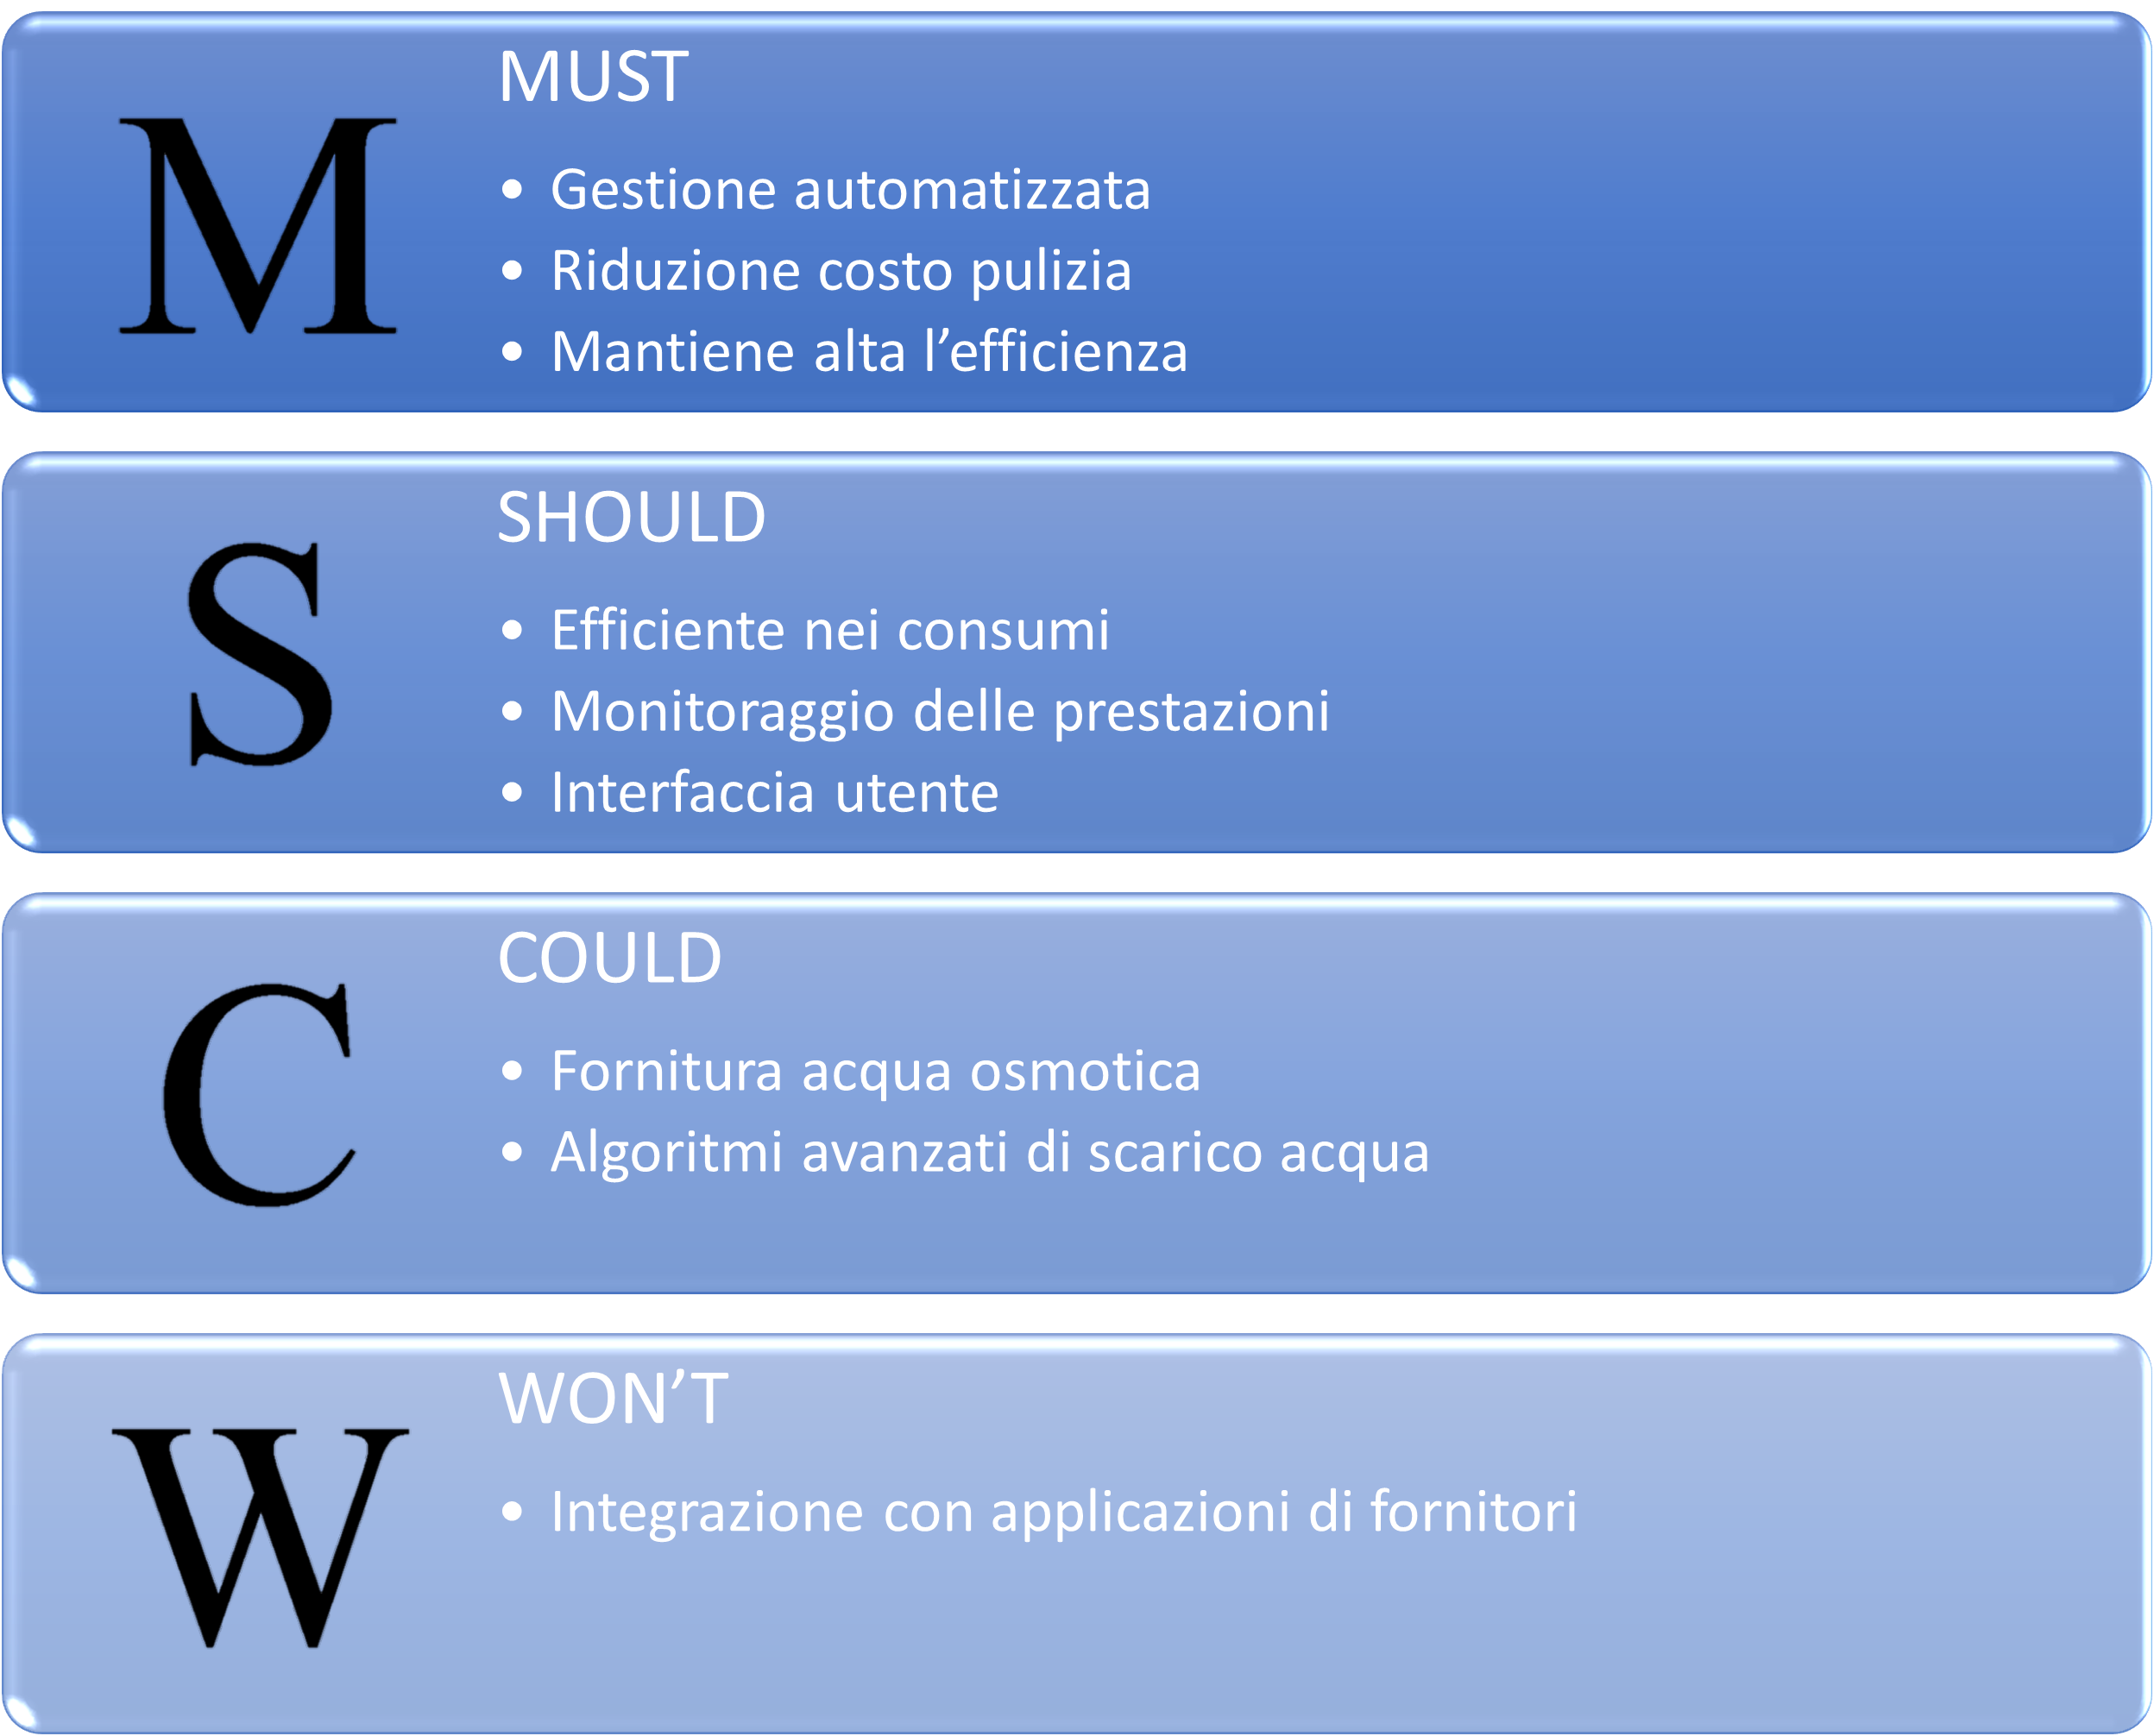 M
MUST
• Gestione automatizzata
• Riduzione costo pulizia
• Mantiene alta l’efficienza
S
SHOULD
• Efficiente nei consumi
• Monitoraggio delle prestazioni
• Interfaccia utente
C
COULD
• Fornitura acqua osmotica
• Algoritmi avanzati di scarico acqua
W
WON’T
• Integrazione con applicazioni di fornitori